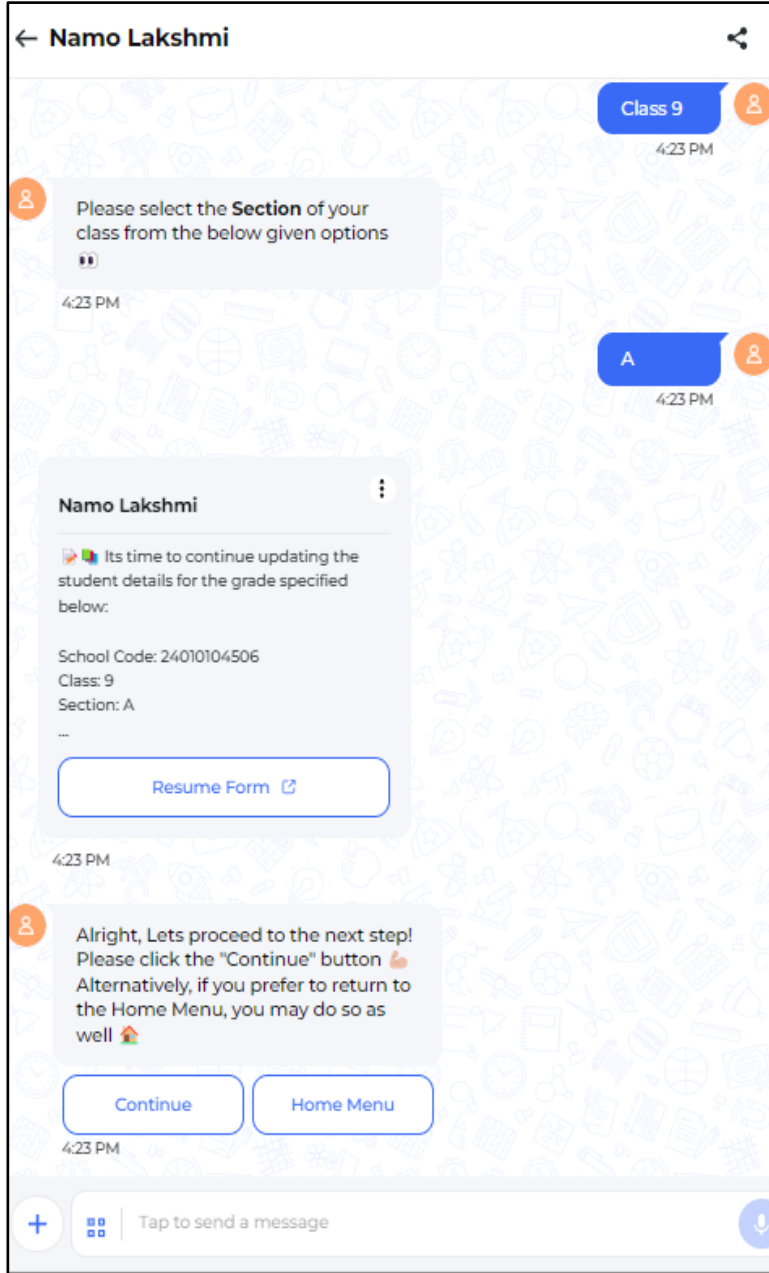 Namo Lakshmi
Class 9
4:23 PM
Please select the Section of your
class from the below given options
👀
4:23 PM
A
4:23 PM
Namo Lakshmi
📝 📚 Its time to continue updating the
student details for the grade specified
below:
School Code: 24010104506
Class: 9
Section: A
...
Resume Form
4:23 PM
Alright, Lets proceed to the next step!
Please click the "Continue" button 💪
Alternatively, if you prefer to return to
the Home Menu, you may do so as
well 🏠
Continue
Home Menu
4:23 PM
Tap to send a message